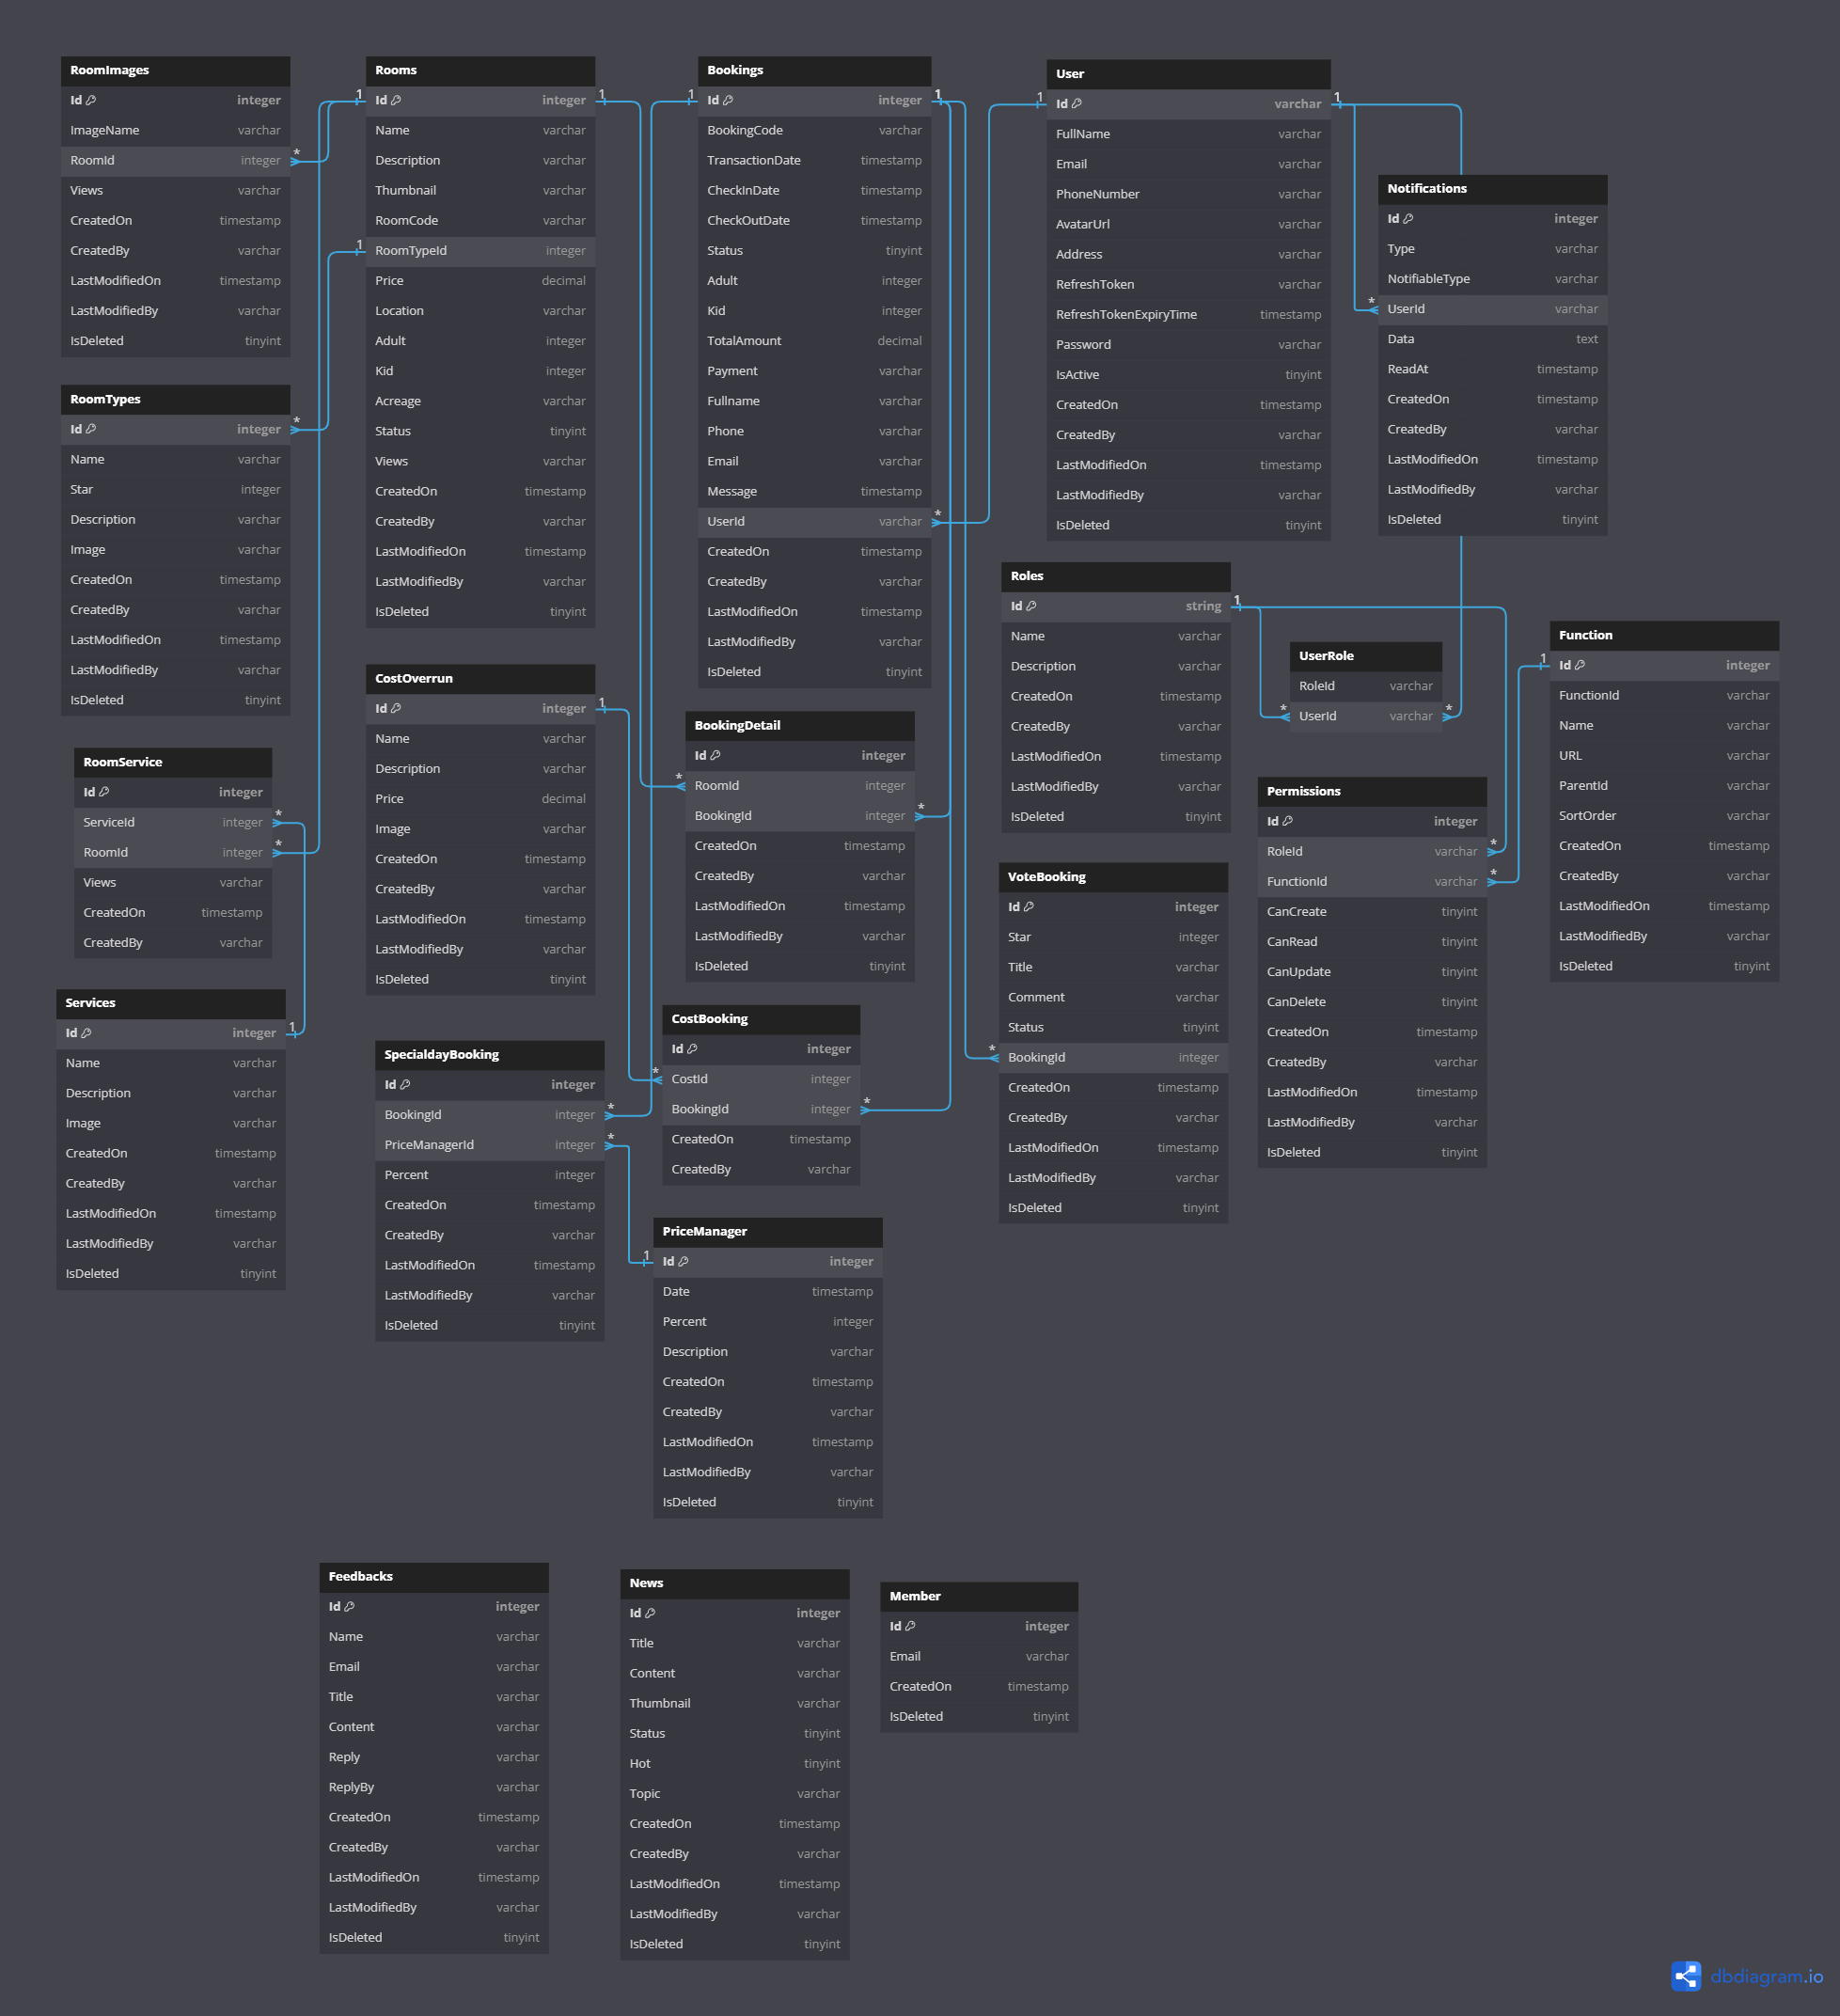 RoomImages
Id integer
ImageName varchar
RoomId integer
Views varchar
CreatedOn timestamp
CreatedBy varchar
LastModifiedOn timestamp
LastModifiedBy varchar
IsDeleted tinyint
RoomTypes
Id integer
Name varchar
Star integer
Description varchar
Image varchar
CreatedOn timestamp
CreatedBy varchar
LastModifiedOn timestamp
LastModifiedBy varchar
IsDeleted tinyint
RoomService
Id integer
ServiceId integer
RoomId integer
Views varchar
CreatedOn timestamp
CreatedBy varchar
Services
Id integer
Name varchar
Description varchar
Image varchar
CreatedOn timestamp
CreatedBy varchar
LastModifiedOn timestamp
LastModifiedBy varchar
IsDeleted tinyint
Rooms
Id integer
Name varchar
Description varchar
Thumbnail varchar
RoomCode varchar
RoomTypeId integer
Price decimal
Location varchar
Adult integer
Kid integer
Acreage varchar
Status tinyint
Views varchar
CreatedOn timestamp
CreatedBy varchar
LastModifiedOn timestamp
LastModifiedBy varchar
IsDeleted tinyint
CostOverrun
Id integer
Name varchar
Description varchar
Price decimal
Image varchar
CreatedOn timestamp
CreatedBy varchar
LastModifiedOn timestamp
LastModifiedBy varchar
IsDeleted tinyint
SpecialdayBooking
Id integer
BookingId integer
PriceManagerId integer
Percent integer
CreatedOn timestamp
CreatedBy varchar
LastModifiedOn timestamp
LastModifiedBy varchar
IsDeleted tinyint
Bookings
Id integer
BookingCode varchar
TransactionDate timestamp
CheckInDate timestamp
CheckOutDate timestamp
Status tinyint
Adult integer
Kid integer
TotalAmount decimal
Payment varchar
Fullname varchar
Phone varchar
Email varchar
Message timestamp
UserId varchar
CreatedOn timestamp
CreatedBy varchar
LastModifiedOn timestamp
LastModifiedBy varchar
IsDeleted tinyint
BookingDetail
Id integer
RoomId integer
BookingId integer
CreatedOn timestamp
CreatedBy varchar
LastModifiedOn timestamp
LastModifiedBy varchar
IsDeleted tinyint
CostBooking
Id integer
CostId integer
BookingId integer
CreatedOn timestamp
CreatedBy varchar
PriceManager
Id integer
Date timestamp
Percent integer
Description varchar
CreatedOn timestamp
CreatedBy varchar
LastModifiedOn timestamp
LastModifiedBy varchar
IsDeleted tinyint
User
Id varchar
FullName varchar
Email varchar
PhoneNumber varchar
AvatarUrl varchar
Address varchar
RefreshToken varchar
RefreshTokenExpiryTime timestamp
Password varchar
IsActive tinyint
CreatedOn timestamp
CreatedBy varchar
LastModifiedOn timestamp
LastModifiedBy varchar
IsDeleted tinyint
Notifications
Id integer
Type varchar
NotifiableType varchar
UserId varchar
Data text
ReadAt timestamp
CreatedOn timestamp
CreatedBy varchar
LastModifiedOn timestamp
LastModifiedBy varchar
IsDeleted tinyint
Roles
Id string
Name varchar
Description varchar
CreatedOn timestamp
CreatedBy varchar
LastModifiedOn timestamp
LastModifiedBy varchar
IsDeleted tinyint
UserRole
RoleId varchar
UserId varchar
Function
Id integer
FunctionId varchar
Name varchar
URL varchar
ParentId varchar
SortOrder varchar
CreatedOn timestamp
CreatedBy varchar
LastModifiedOn timestamp
LastModifiedBy varchar
IsDeleted tinyint
Permissions
Id integer
RoleId varchar
FunctionId varchar
CanCreate tinyint
CanRead tinyint
CanUpdate tinyint
CanDelete tinyint
CreatedOn timestamp
CreatedBy varchar
LastModifiedOn timestamp
LastModifiedBy varchar
IsDeleted tinyint
VoteBooking
Id integer
Star integer
Title varchar
Comment varchar
Status tinyint
BookingId integer
CreatedOn timestamp
CreatedBy varchar
LastModifiedOn timestamp
LastModifiedBy varchar
IsDeleted tinyint
Feedbacks
Id integer
Name varchar
Email varchar
Title varchar
Content varchar
Reply varchar
ReplyBy varchar
CreatedOn timestamp
CreatedBy varchar
LastModifiedOn timestamp
LastModifiedBy varchar
IsDeleted tinyint
News
Id integer
Title varchar
Content varchar
Thumbnail varchar
Status tinyint
Hot tinyint
Topic varchar
CreatedOn timestamp
CreatedBy varchar
LastModifiedOn timestamp
LastModifiedBy varchar
IsDeleted tinyint
Member
Id integer
Email varchar
CreatedOn timestamp
IsDeleted tinyint
dbdiagram.io